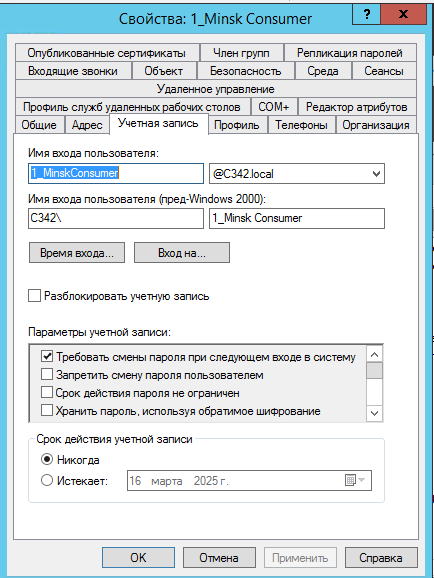 Свойства: 1_Minsk Consumer
?
x
Опубликованные сертификаты Член групп Репликация паролей
Входящие звонки Объект Безопасность Среда Сеансы
Удаленное управление
Профиль служб удаленных рабочих столов COM+ Редактор атрибутов
Общие Адрес Учетная запись Профиль Телефоны Организация
Имя входа пользователя:
1_MinskConsumer @C342.local
Имя входа пользователя (пред-Windows 2000):
C342\ 1_Minsk Consumer
Время входа... Вход на...
Разблокировать учетную запись
Параметры учетной записи:
Требовать смены пароля при следующем входе в систему
Запретить смену пароля пользователем
Срок действия пароля не ограничен
Хранить пароль, используя обратимое шифрование
Срок действия учетной записи
Никогда
Истекает: 16 марта 2025 г.
OK Отмена Применить Справка